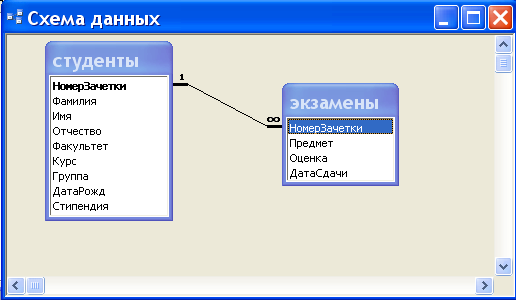 Схема данных
студенты
НомерЗачетки
Фамилия
Имя
Отчество
Факультет
Курс
Группа
ДатаРожд
Стипендия
1
∞
экзамены
НомерЗачетки
Предмет
Оценка
ДатаСдачи